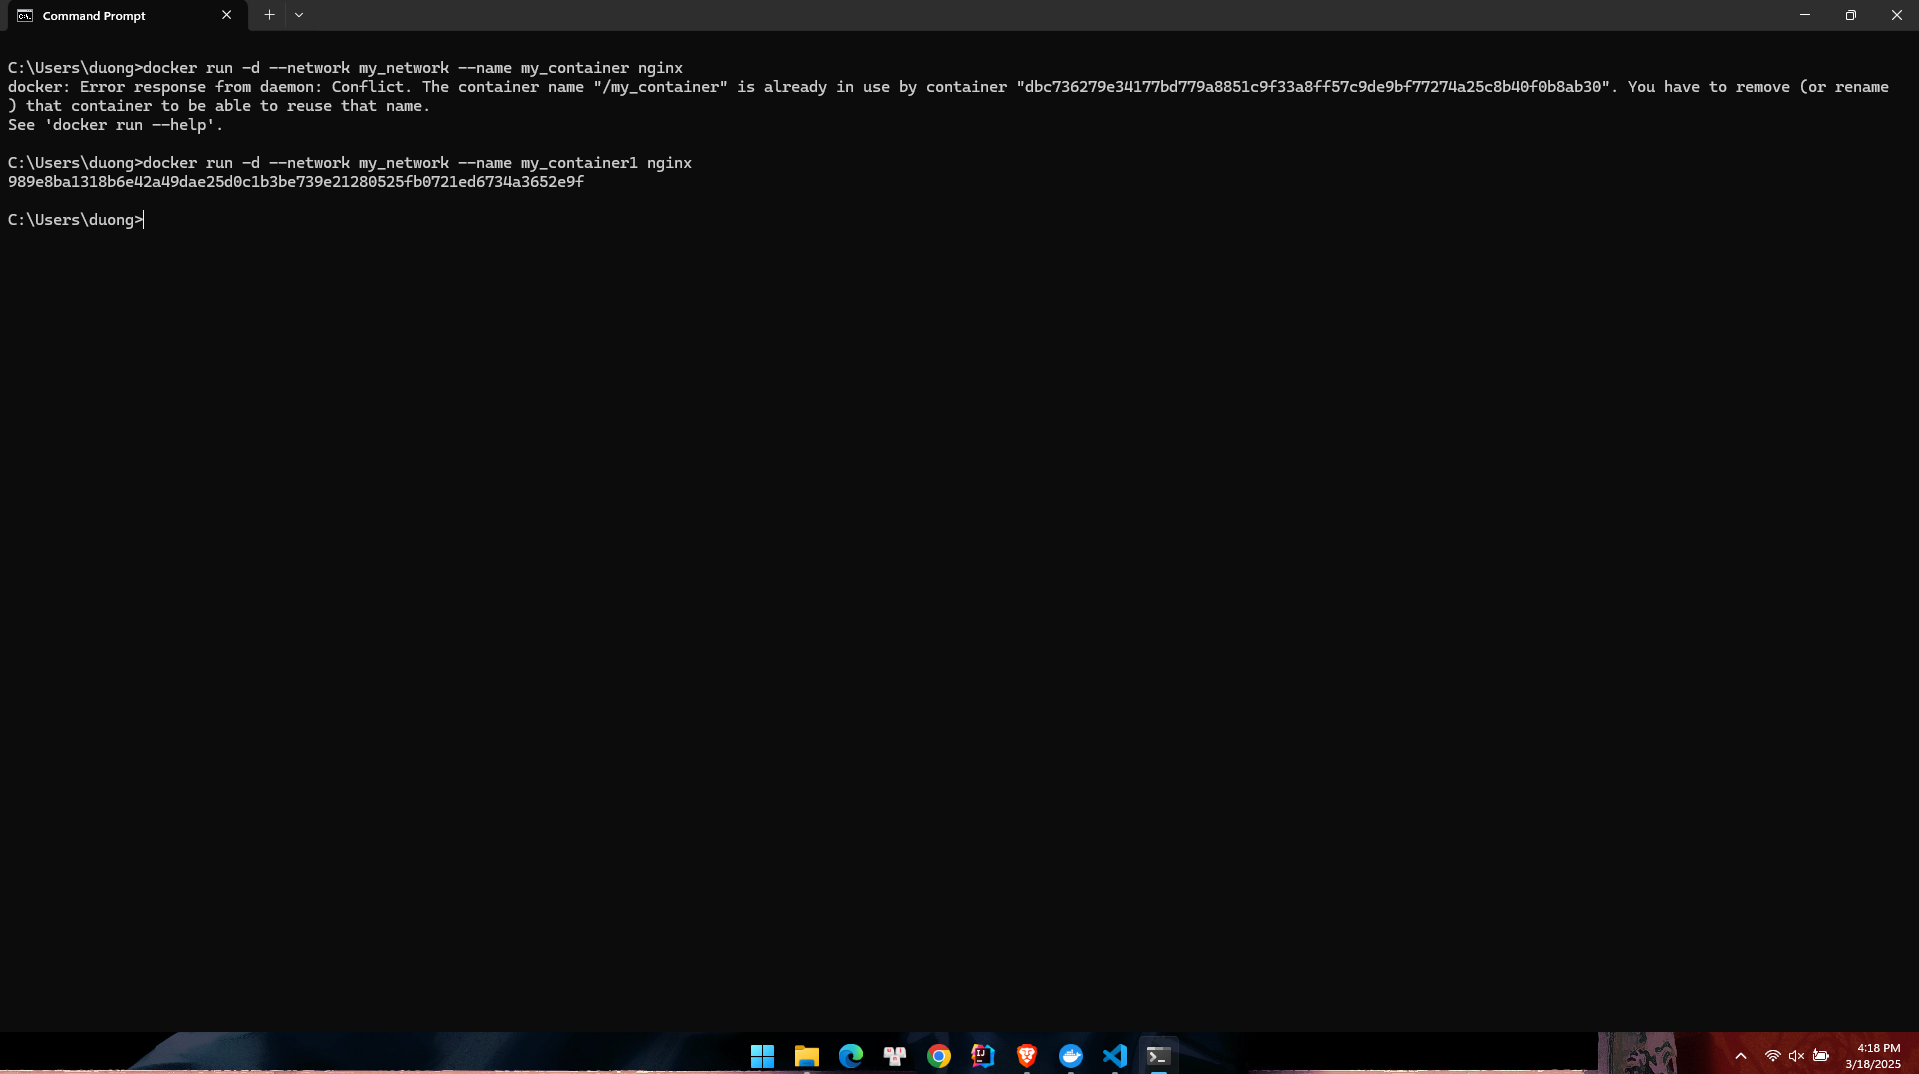 Command Prompt
C:\Users\duong>docker run -d --network my_network --name my_container nginx
docker: Error response from daemon: Conflict. The container name "/my_container" is already in use by container "dbc736279e34177bd779a8851c9f33a8ff57c9de9bf77274a25c8b40f0b8ab30". You have to remove (or rename
) that container to be able to reuse that name.
See 'docker run --help'.
C:\Users\duong>docker run -d --network my_network --name my_container1 nginx
989e8ba1318b6e42a49dae25d0c1b3be739e21280525fb0721ed6734a3652e9f
C:\Users\duong>
4:18 PM
3/18/2025